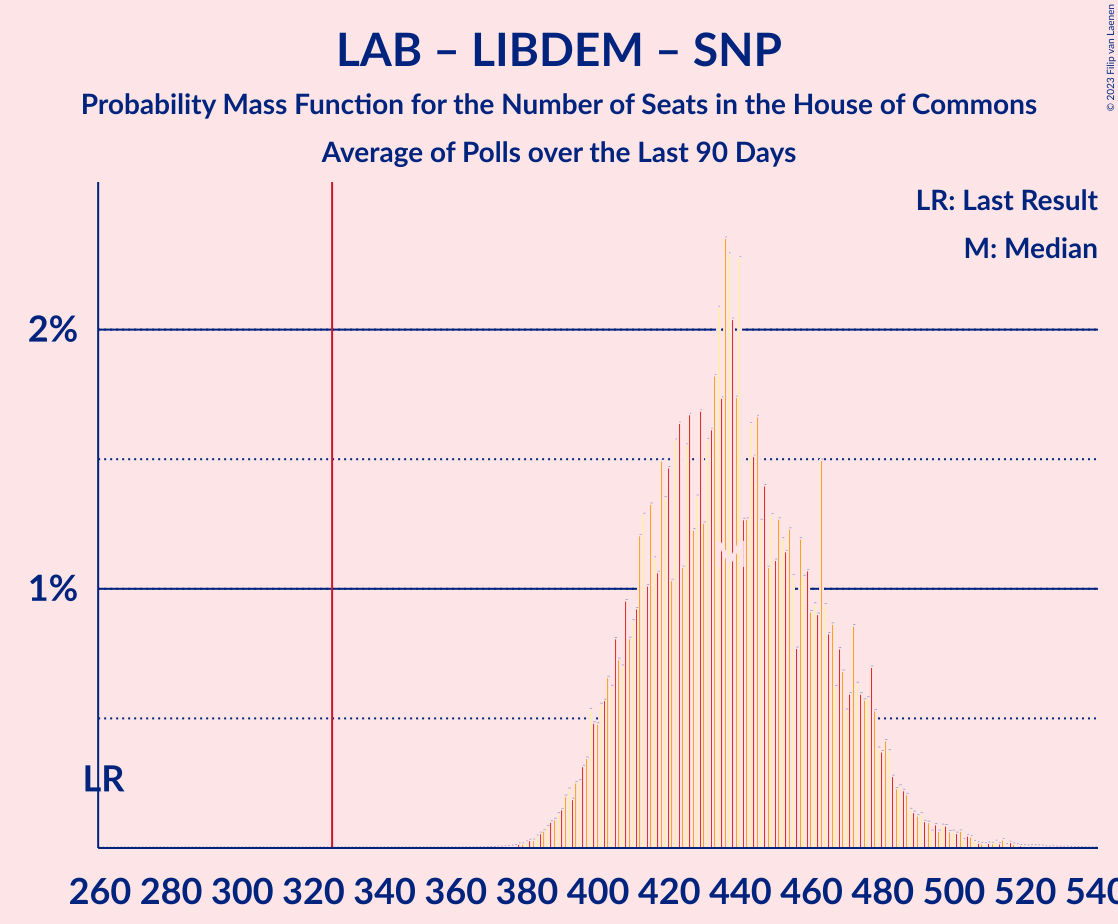 LAB – LIBDEM – SNP
Probability Mass Function for the Number of Seats in the House of Commons
Average of Polls over the Last 90 Days
© 2023 Filip van Laenen
LR: Last Result
M: Median
2%
1%
LR
260 280 300 320 340 360 380 400 420 440 460 480 500 520 540